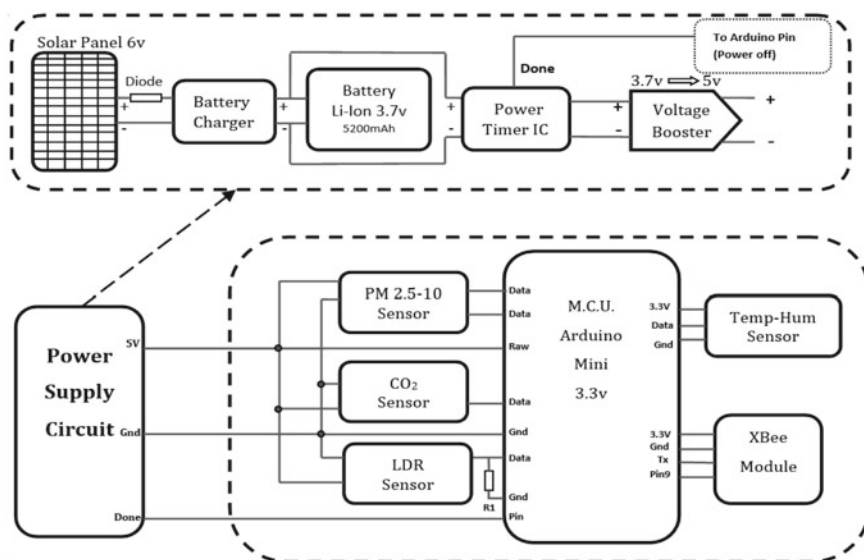 Solar Panel 6v
Diode
+
-
Battery
Charger
+
-
Battery
Li-Ion 3.7v
5200mAh
+
-
Power
Timer IC
Done
To Arduino Pin
(Power off)
3.7v 5v
+
-
Voltage
Booster
+
-
Power
Supply
Circuit
5V
Gnd
Done
PM 2.5-10
Sensor
CO₂
Sensor
LDR
Sensor
R1
Data
Data
Raw
Data
Gnd
Data
Gnd
Pin
M.C.U.
Arduino
Mini
3.3v
3.3V
Data
Gnd
Temp-Hum
Sensor
3.3V
Gnd
Tx
Pin9
XBee
Module